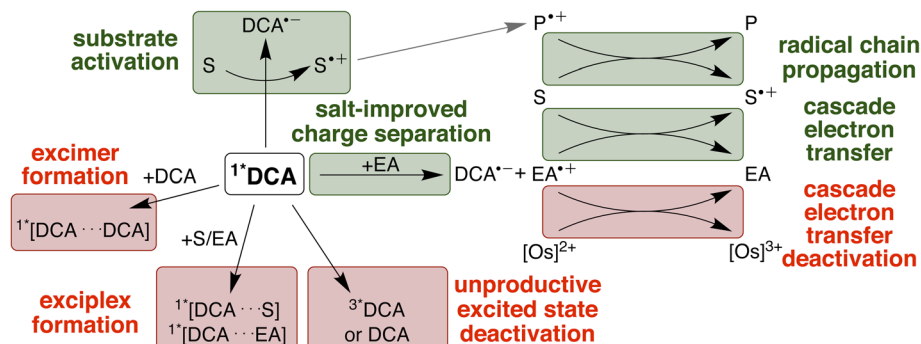 substrate
activation
DCA•−
S
S•+
P•+
P
radical chain
propagation
salt-improved
charge separation
S
S•+
cascade
electron
transfer
excimer
formation
+DCA
1*DCA
+EA
DCA•− + EA•+
EA
1*[DCA ··· DCA]
cascade
electron
transfer
deactivation
+S/EA
[Os]2+
[Os]3+
exciplex
formation
1*[DCA ··· S]
1*[DCA ··· EA]
3*DCA
or DCA
unproductive
excited state
deactivation